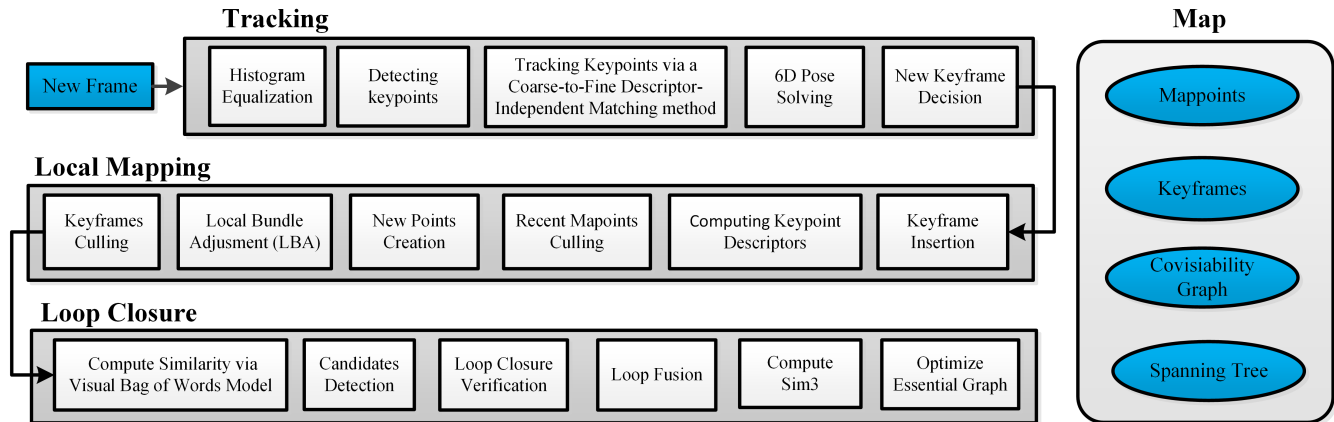 Tracking
New Frame
Histogram
Equalization
Detecting
keypoints
Tracking Keypoints via a
Coarse-to-Fine Descriptor-
Independent Matching method
6D Pose
Solving
New Keyframe
Decision
Local Mapping
Keyframes
Culling
Local Bundle
Adjusment (LBA)
New Points
Creation
Recent Mapoints
Culling
Computing Keypoint
Descriptors
Keyframe
Insertion
Loop Closure
Compute Similarity via
Visual Bag of Words Model
Candidates
Detection
Loop Closure
Verification
Loop Fusion
Compute
Sim3
Optimize
Essential Graph
Map
Mappoints
Keyframes
Covisiability
Graph
Spanning Tree